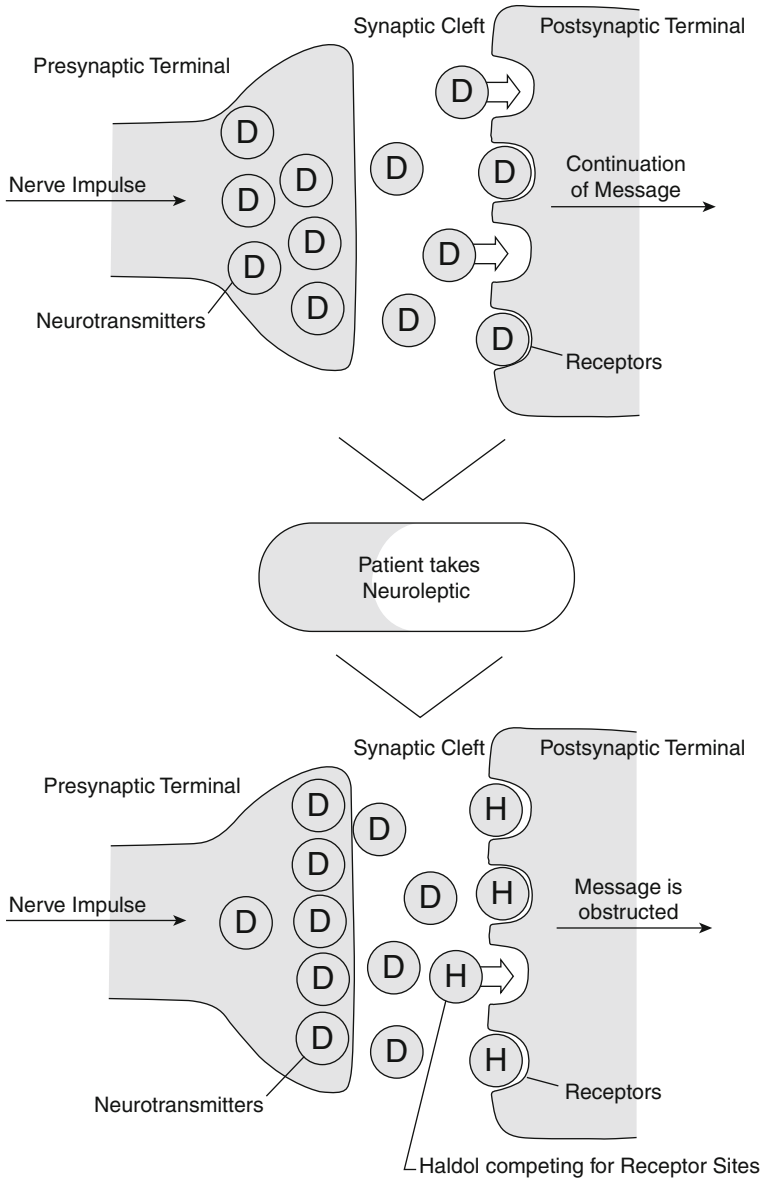 Synaptic Cleft
Postsynaptic Terminal
Presynaptic Terminal
D
D
D
D
D
D
Nerve Impulse
D
D
Continuation
of Message
D
D
D
D
D
Neurotransmitters
D
D
Receptors
Patient takes
Neuroleptic
Synaptic Cleft
Postsynaptic Terminal
Presynaptic Terminal
D
H
D
D
D
H
Message is
obstructed
Nerve Impulse
D
D
D
D
H
D
D
H
Neurotransmitters
Receptors
Haldol competing for Receptor Sites